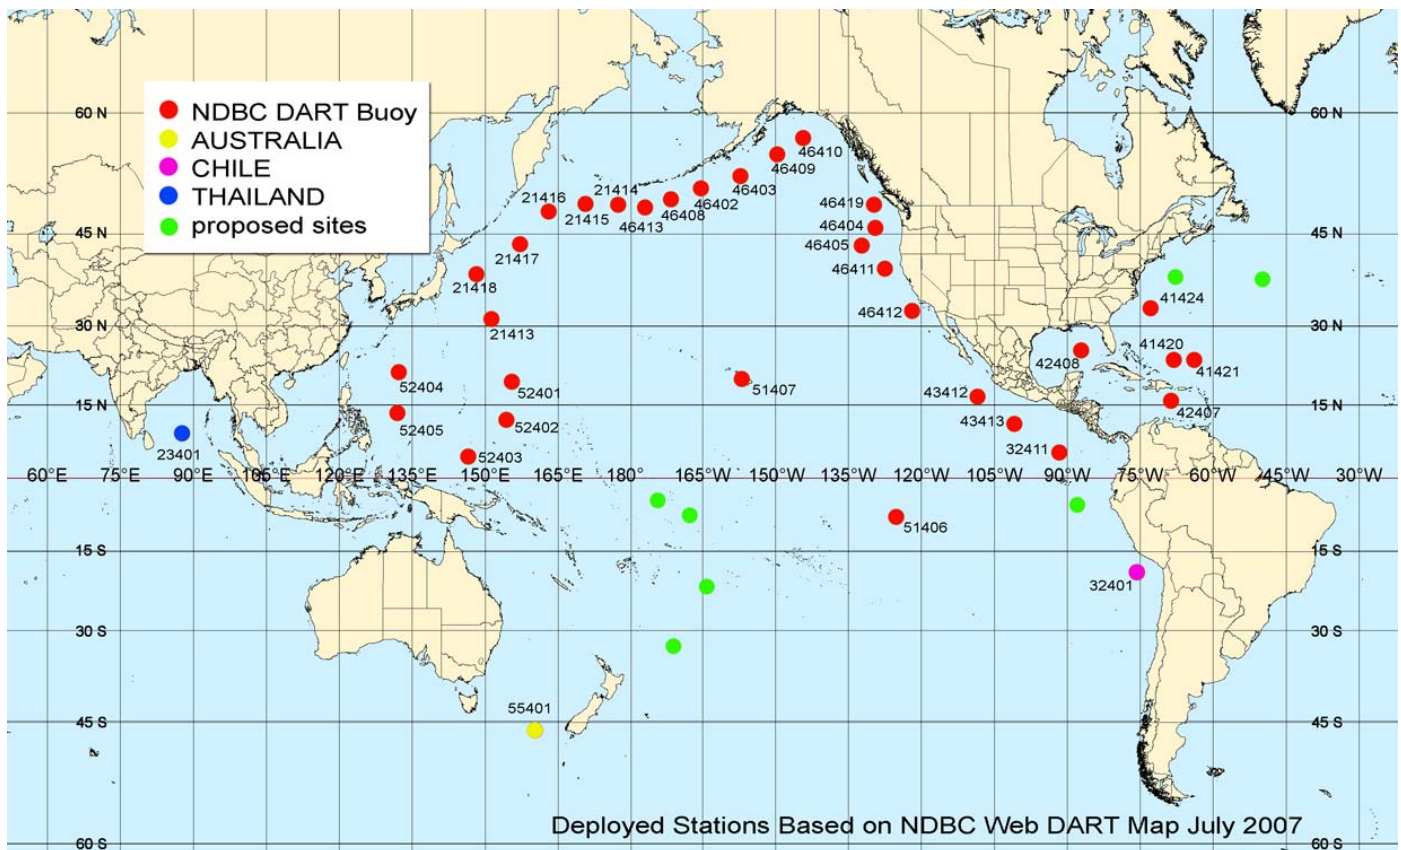 NDBC DART Buoy
AUSTRALIA
CHILE
THAILAND
proposed sites
60 N
60 N
46410
46409
46403
21416
21414
46402
46419
21415
46408
46413
46404
45 N
45 N
46405
21417
46411
21418
41424
46412
30 N
30 N
21413
41420
42408
41421
52404
52401
51407
43412
15 N
15 N
42407
52405
52402
43413
32411
23401
52403
60° E
75° E
90° E
105° E
120° E
135° E
150° E
165° E
180°
165° W
150° W
135° W
120° W
105° W
90° W
75° W
60° W
45° W
30° W
51406
15 S
15 S
32401
30 S
30 S
55401
45 S
45 S
Deployed Stations Based on NDBC Web DART Map July 2007
60 S
60 S